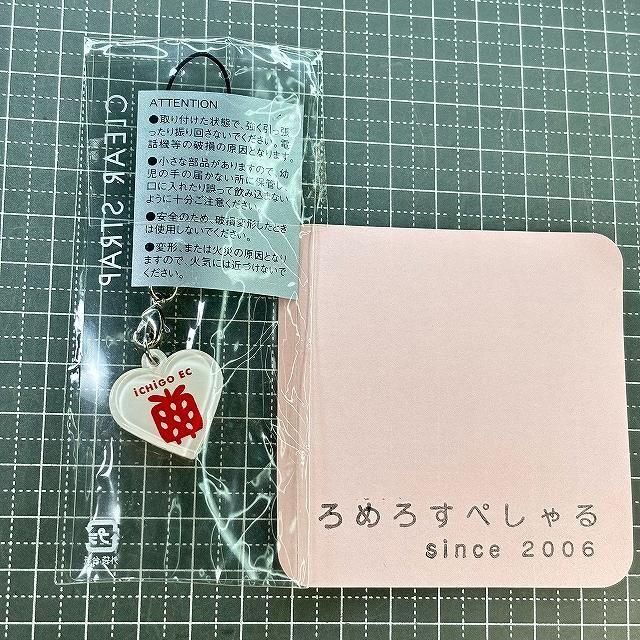 CLEAR STRAP
ATTENTION
●取り付けた状態で、強く引っ張
ったり振り回さないでください。電
話機等の破損の原因となります。
●小さな部品がありますので、幼
児の手の届かない所に保管し、
口に入れたり誤って飲み込まない
ように十分ご注意ください。
●安全のため、破損変形したとき
は使用しないでください。
●変形、または火災の原因とな
りますので、火気には近づけないで
ください。
iCHiGO EC
ろめろすぺしゃる
since 2006